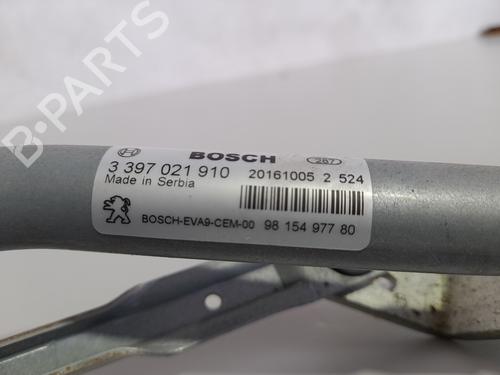 BOSCH 267
3 397 021 910 20161005 2 524
Made in Serbia
BOSCH-EVA9-CEM-00 98 154 977 80
B-PARTS